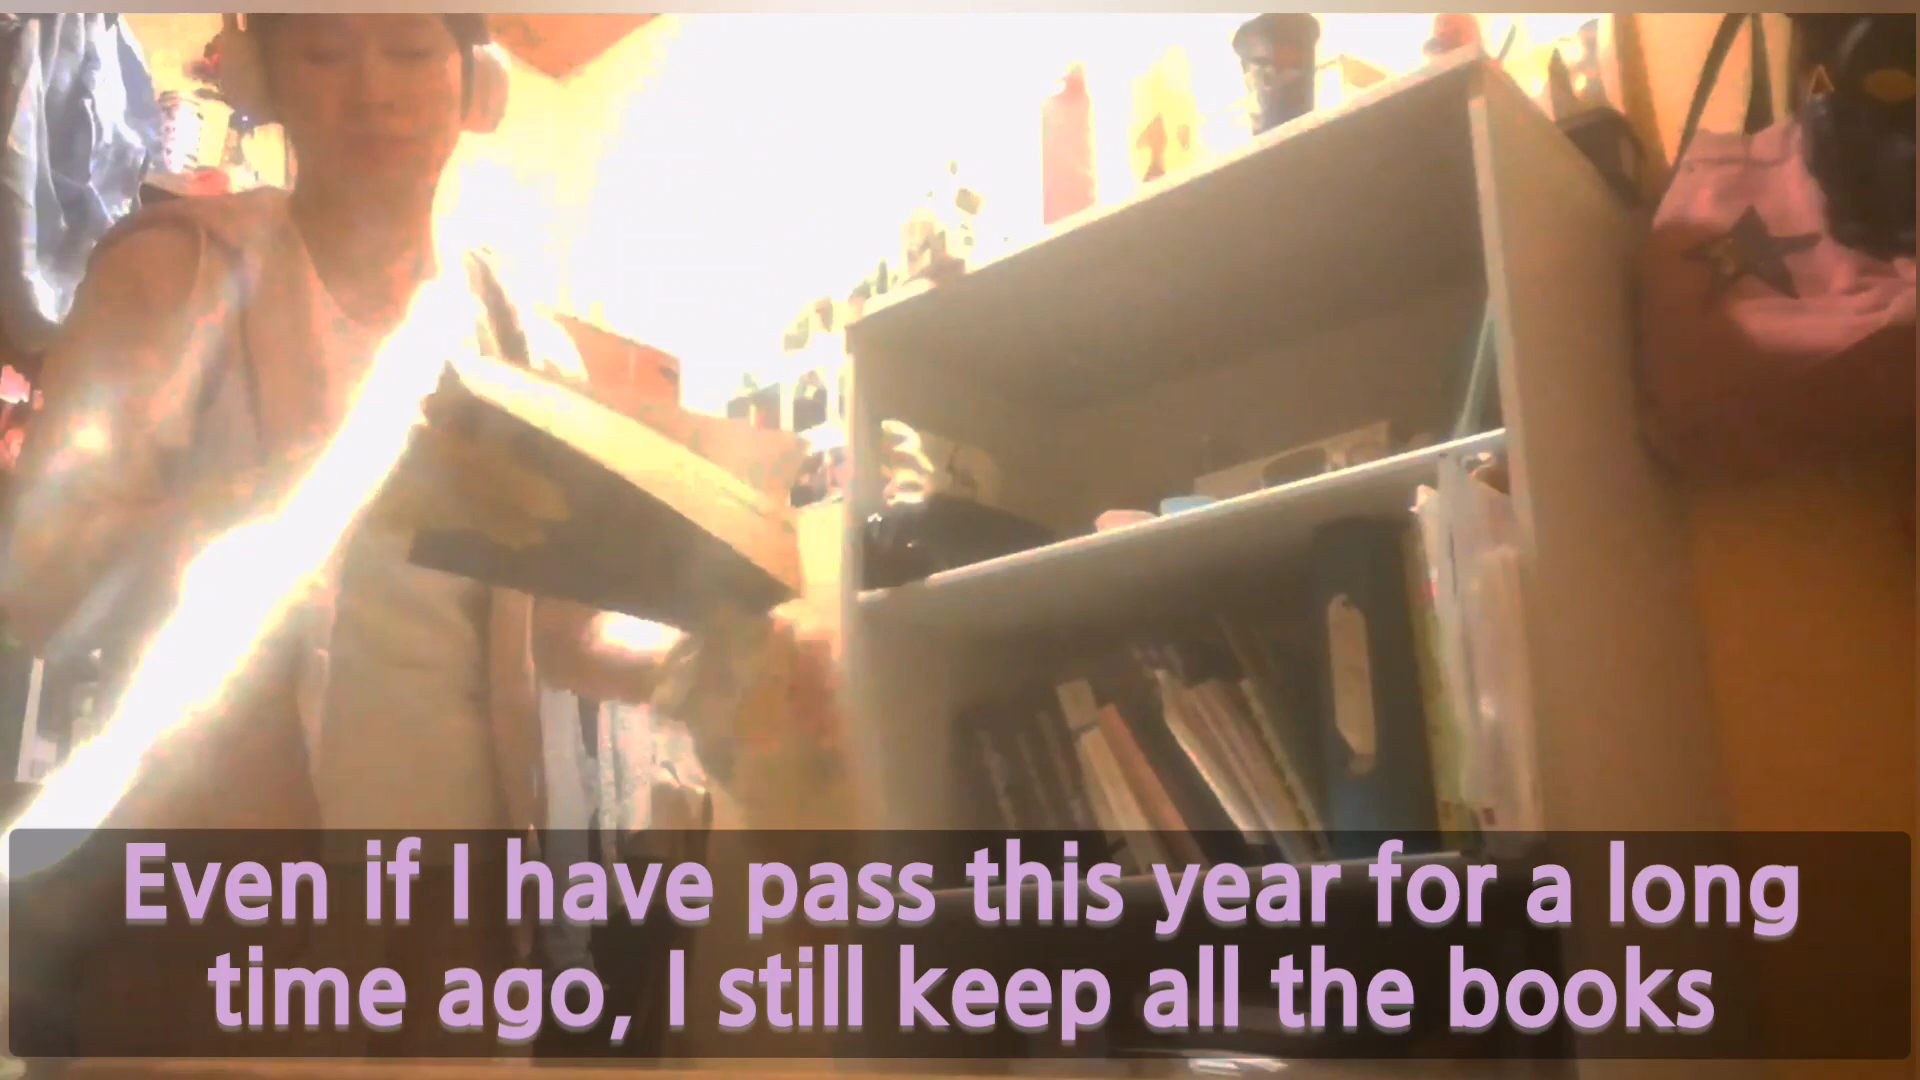 Even if I have pass this year for a long
time ago, I still keep all the books